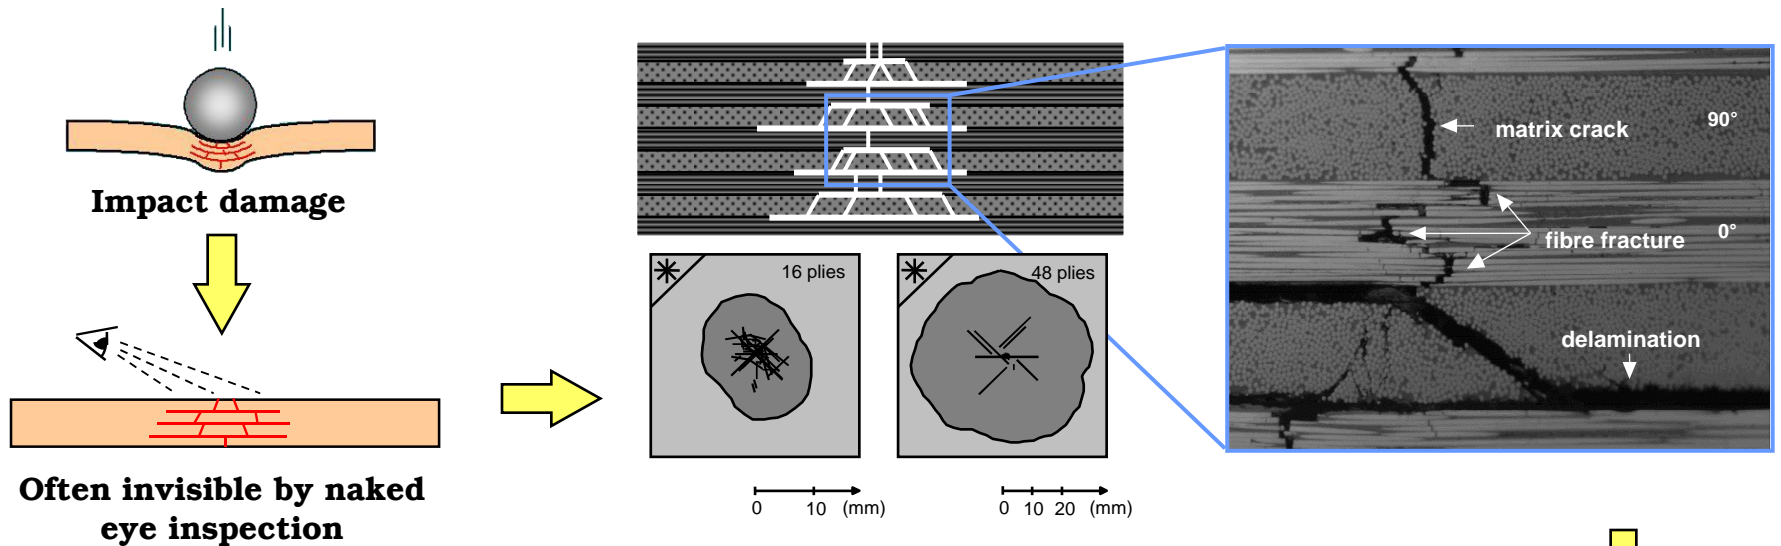 Impact damage
Often invisible by naked
eye inspection
16 plies
48 plies
0 10 (mm)
0 10 20 (mm)
matrix crack
90°
fibre fracture
0°
delamination